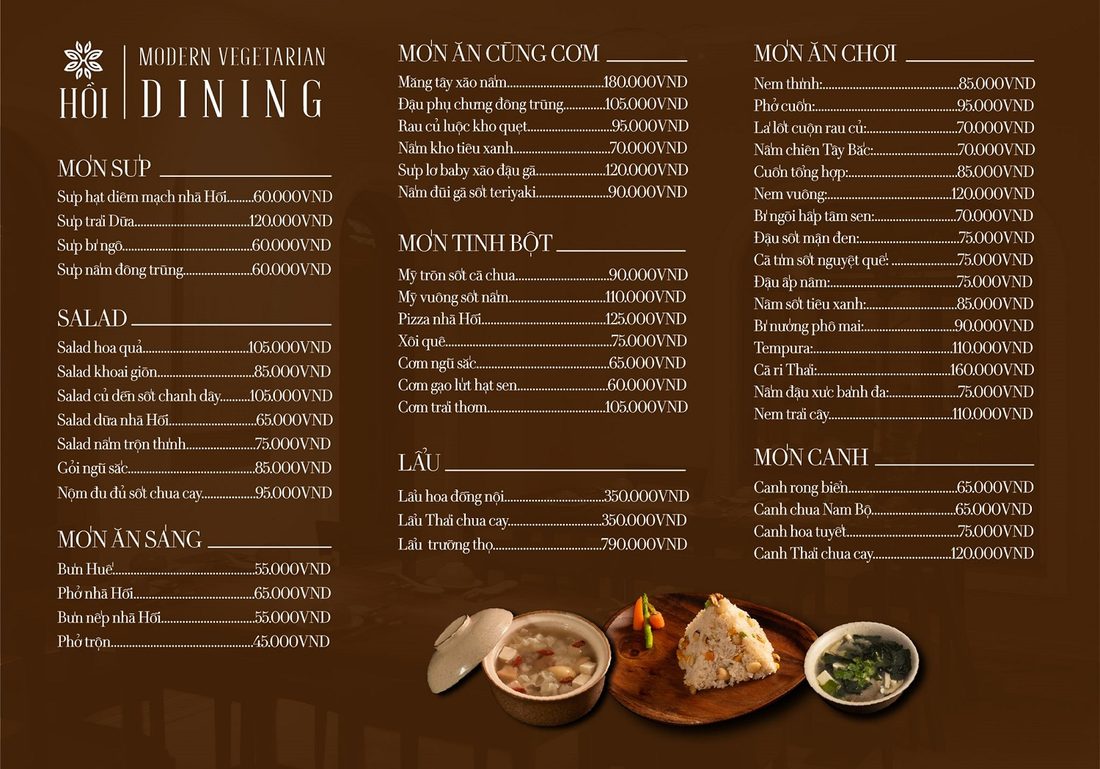 HỒI
MODERN VEGETARIAN
DINING
MÓN SÚP
Súp hạt diêm mạch nhà Hồi........60.000VND
Súp trái Dừa........120.000VND
Súp bí ngô........60.000VND
Súp nấm đông trùng........60.000VND
SALAD
Salad hoa quả........105.000VND
Salad khoai giòn........85.000VND
Salad củ dền sốt chanh dây........105.000VND
Salad dừa nhà Hồi........65.000VND
Salad nấm trộn thính........75.000VND
Gỏi ngũ sắc........85.000VND
Nộm đu đủ sốt chua cay........95.000VND
MÓN ĂN SÁNG
Bún Huế........55.000VND
Phở nhà Hồi........65.000VND
Bún nếp nhà Hồi........55.000VND
Phở trộn........45.000VND
MÓN ĂN CÙNG CƠM
Măng tây xào nấm........180.000VND
Đậu phụ chưng đông trùng........105.000VND
Rau củ luộc kho quẹt........95.000VND
Nấm kho tiêu xanh........70.000VND
Súp lơ baby xào đậu gà........120.000VND
Nấm đùi gà sốt teriyaki........90.000VND
MÓN TINH BỘT
Mỳ trộn sốt cà chua........90.000VND
Mỳ vuông sốt nấm........110.000VND
Pizza nhà Hồi........125.000VND
Xôi quê........75.000VND
Cơm ngũ sắc........65.000VND
Cơm gạo lứt hạt sen........60.000VND
Cơm trái thơm........105.000VND
LẨU
Lẩu hoa đồng nội........350.000VND
Lẩu Thái chua cay........350.000VND
Lẩu trường thọ........790.000VND
MÓN ĂN CHƠI
Nem thính:........85.000VND
Phở cuốn:........95.000VND
Lá lốt cuộn rau củ:........70.000VND
Nấm chiên Tây Bắc:........70.000VND
Cuốn tổng hợp:........85.000VND
Nem vuông:........120.000VND
Bí ngòi hấp tâm sen:........70.000VND
Đậu sốt mận đen:........75.000VND
Cà tím sốt nguyệt quế:........75.000VND
Đậu ấp nấm:........75.000VND
Nấm sốt tiêu xanh:........85.000VND
Bí nướng phô mai:........90.000VND
Tempura:........110.000VND
Cà ri Thái:........160.000VND
Nấm đậu xúc bánh đa:........75.000VND
Nem trái cây........110.000VND
MÓN CANH
Canh rong biển........65.000VND
Canh chua Nam Bộ........65.000VND
Canh hoa tuyết........75.000VND
Canh Thái chua cay........120.000VND